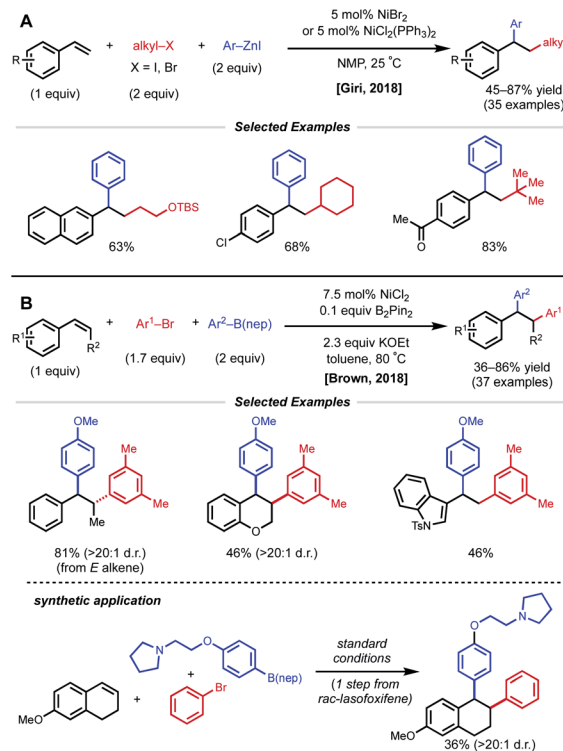 A
R
(1 equiv)
+
alkyl–X
X = I, Br
(2 equiv)
+
Ar–ZnI
(2 equiv)
5 mol% NiBr2
or 5 mol% NiCl2(PPh3)2
NMP, 25 ˚C
[Giri, 2018]
Ar
alkyl
R
45–87% yield
(35 examples)
Selected Examples
OTBS
63%
Cl
68%
Me
O
Me
Me
Me
83%
B
R1
R2
(1 equiv)
+
Ar1–Br
(1.7 equiv)
+
Ar2–B(nep)
(2 equiv)
7.5 mol% NiCl2
0.1 equiv B2Pin2
2.3 equiv KOEt
toluene, 80 ˚C
[Brown, 2018]
Ar2
Ar1
R1
R2
36–86% yield
(37 examples)
Selected Examples
OMe
Me
Me
Me
81% (>20:1 d.r.)
(from E alkene)
OMe
Me
Me
O
46% (>20:1 d.r.)
OMe
Me
Me
TsN
46%
synthetic application
N
O
B(nep)
+
MeO
+
Br
standard
conditions
(1 step from
rac-lasofoxifene)
N
O
MeO
36% (>20:1 d.r.)